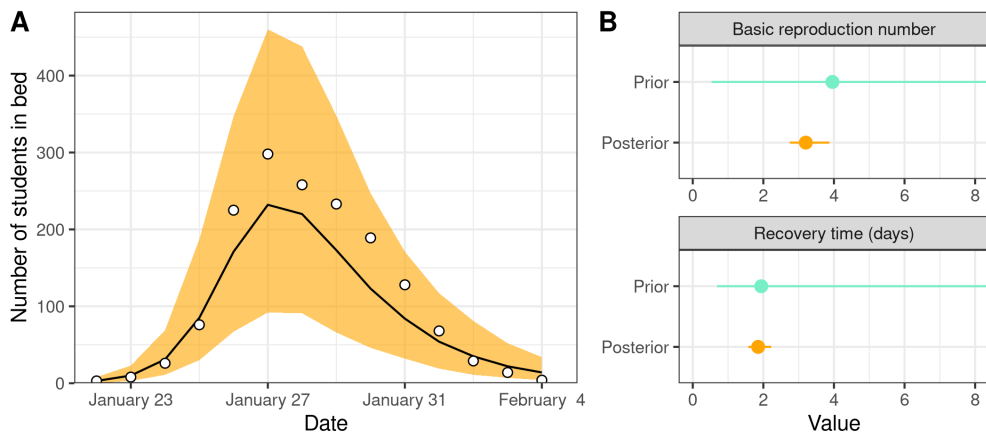 A
Number of students in bed
400
300
200
100
0
January 23
January 27
January 31
February 4
Date
B
Basic reproduction number
Prior
Posterior
0
2
4
6
8
Recovery time (days)
Prior
Posterior
0
2
4
6
8
Value